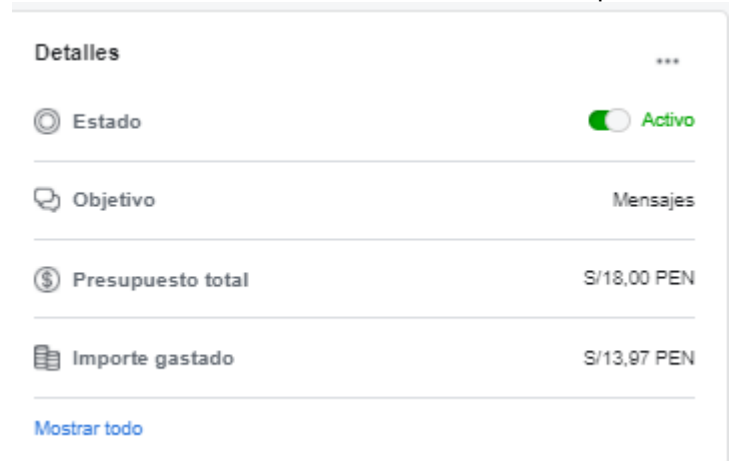 Detalles
...
Estado Activo
Objetivo Mensajes
Presupuesto total S/18,00 PEN
Importe gastado S/13,97 PEN
Mostrar todo